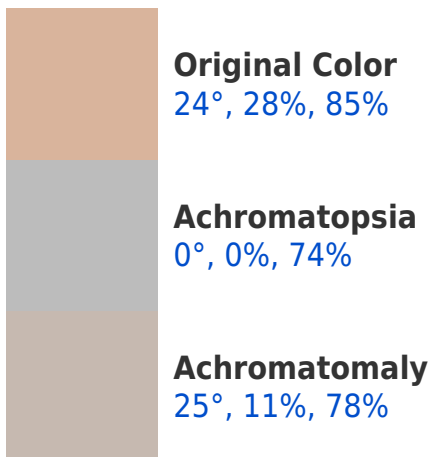 Original Color
24°, 28%, 85%
Achromatopsia
0°, 0%, 74%
Achromatomaly
25°, 11%, 78%